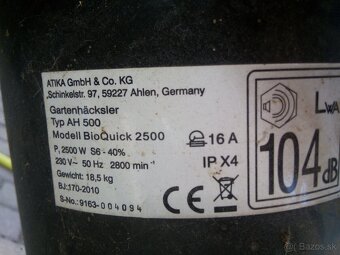 ATIKA GmbH & Co. KG
Schinkelstr. 97, 59227 Ahlen, Germany
Gartenhäcksler
Typ AH 500
Modell BioQuick 2500
P₁ 2500 W S6 - 40%
230 V~ 50 Hz 2800 min⁻¹
Gewicht: 18,5 kg
BJ:170-2010
S-No.: 9163-004094
16 A
IP X4
CE
LWA
104
dB
bazos.sk